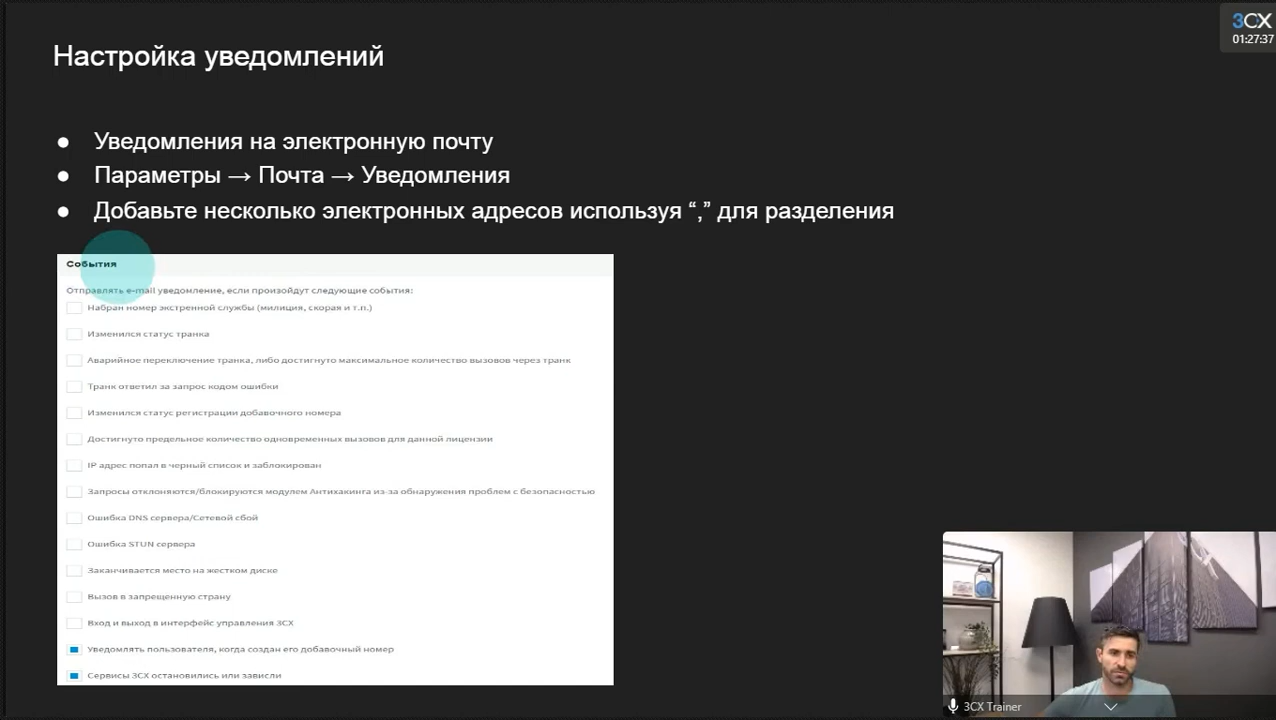 3CX
01:27:37
Настройка уведомлений
● Уведомления на электронную почту
● Параметры → Почта → Уведомления
● Добавьте несколько электронных адресов используя “,” для разделения
События
Отправлять e-mail уведомление, если произойдут следующие события:
Набран номер экстренной службы (милиция, скорая и т.п.)
Изменился статус транка
Аварийное переключение транка, либо достигнуто максимальное количество вызовов через транк
Транк ответил за запрос кодом ошибки
Изменился статус регистрации добавочного номера
Достигнуто предельное количество одновременных вызовов для данной лицензии
IP адрес попал в черный список и заблокирован
Запросы отклоняются/блокируются модулем Антихакинга из-за обнаружения проблем с безопасностью
Ошибка DNS сервера/Сетевой сбой
Ошибка STUN сервера
Заканчивается место на жестком диске
Вызов в запрещенную страну
Вход и выход в интерфейс управления 3CX
Уведомлять пользователя, когда создан его добавочный номер
Сервисы 3CX остановились или зависли
3CX Trainer